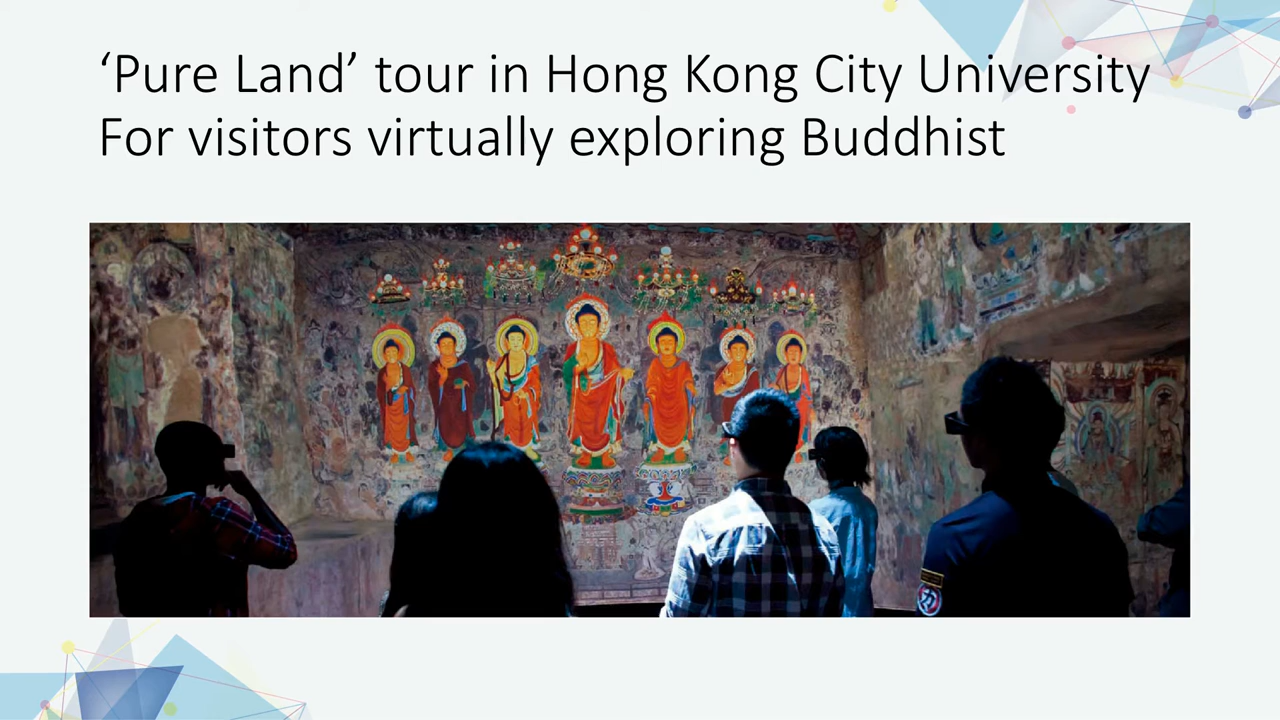 ‘Pure Land’ tour in Hong Kong City University
For visitors virtually exploring Buddhist